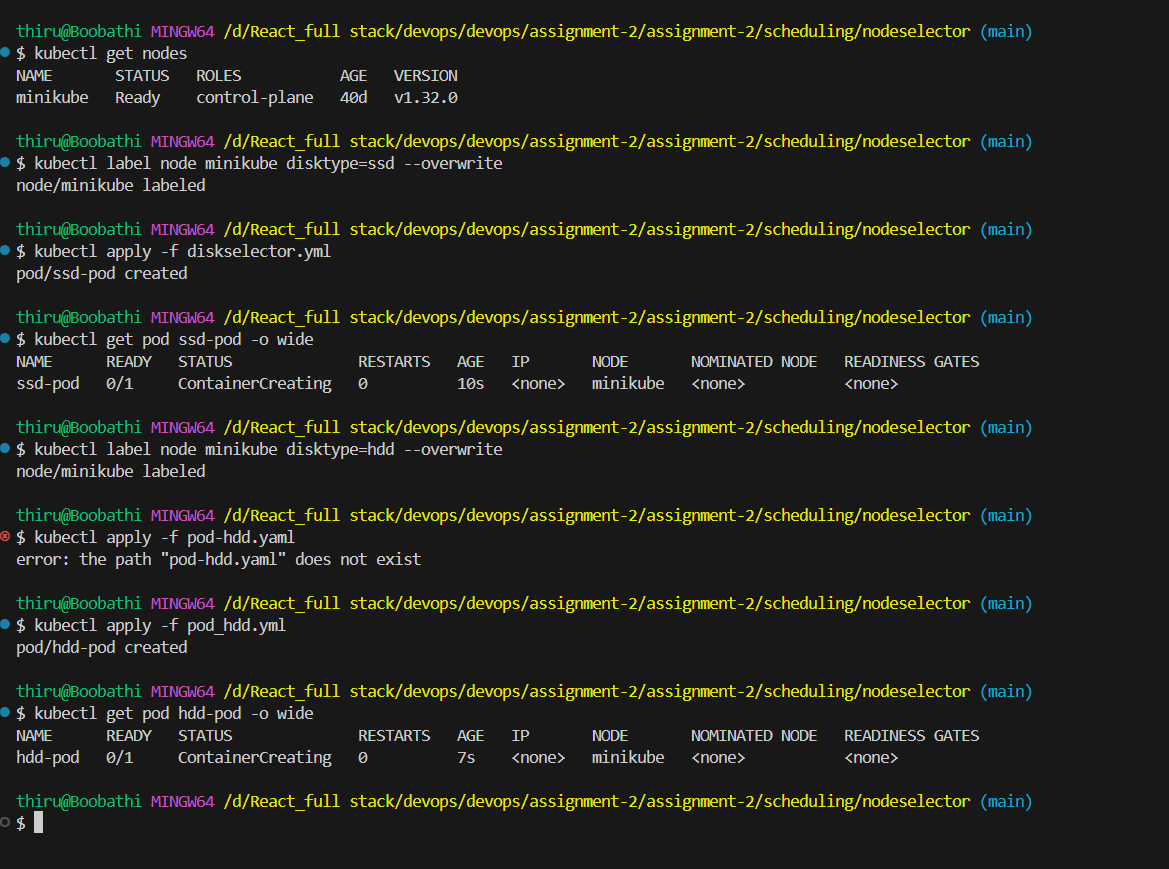 thiru@Boobathi MINGW64 /d/React_full stack/devops/devops/assignment-2/assignment-2/scheduling/nodeselector (main)
$ kubectl get nodes
NAME       STATUS   ROLES           AGE   VERSION
minikube   Ready    control-plane   40d   v1.32.0
thiru@Boobathi MINGW64 /d/React_full stack/devops/devops/assignment-2/assignment-2/scheduling/nodeselector (main)
$ kubectl label node minikube disktype=ssd --overwrite
node/minikube labeled
thiru@Boobathi MINGW64 /d/React_full stack/devops/devops/assignment-2/assignment-2/scheduling/nodeselector (main)
$ kubectl apply -f diskselector.yml
pod/ssd-pod created
thiru@Boobathi MINGW64 /d/React_full stack/devops/devops/assignment-2/assignment-2/scheduling/nodeselector (main)
$ kubectl get pod ssd-pod -o wide
NAME      READY   STATUS              RESTARTS   AGE   IP       NODE       NOMINATED NODE   READINESS GATES
ssd-pod   0/1     ContainerCreating   0          10s   <none>   minikube   <none>           <none>
thiru@Boobathi MINGW64 /d/React_full stack/devops/devops/assignment-2/assignment-2/scheduling/nodeselector (main)
$ kubectl label node minikube disktype=hdd --overwrite
node/minikube labeled
thiru@Boobathi MINGW64 /d/React_full stack/devops/devops/assignment-2/assignment-2/scheduling/nodeselector (main)
$ kubectl apply -f pod-hdd.yaml
error: the path "pod-hdd.yaml" does not exist
thiru@Boobathi MINGW64 /d/React_full stack/devops/devops/assignment-2/assignment-2/scheduling/nodeselector (main)
$ kubectl apply -f pod_hdd.yml
pod/hdd-pod created
thiru@Boobathi MINGW64 /d/React_full stack/devops/devops/assignment-2/assignment-2/scheduling/nodeselector (main)
$ kubectl get pod hdd-pod -o wide
NAME      READY   STATUS              RESTARTS   AGE   IP       NODE       NOMINATED NODE   READINESS GATES
hdd-pod   0/1     ContainerCreating   0          7s    <none>   minikube   <none>           <none>
thiru@Boobathi MINGW64 /d/React_full stack/devops/devops/assignment-2/assignment-2/scheduling/nodeselector (main)
$